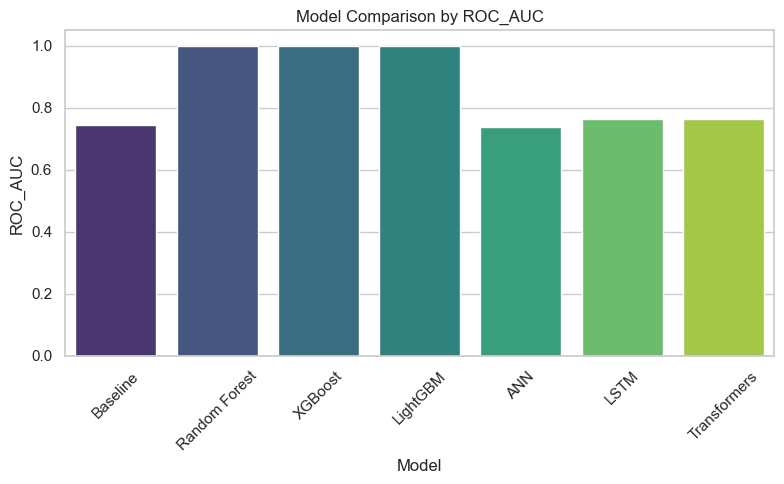 Model Comparison by ROC_AUC
1.0
0.8
0.6
0.4
0.2
0.0
ROC_AUC
Baseline
Random Forest
XGBoost
LightGBM
ANN
LSTM
Transformers
Model